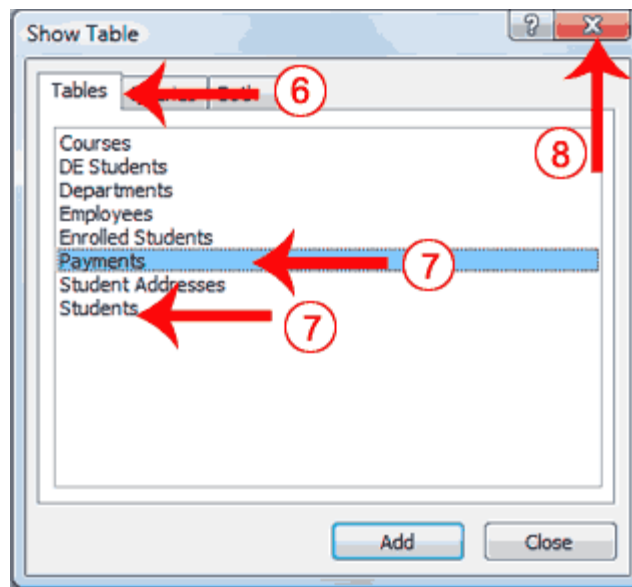 Show Table
Tables
6
8
Courses
DE Students
Departments
Employees
Enrolled Students
Payments
7
Student Addresses
Students
7
Add Close